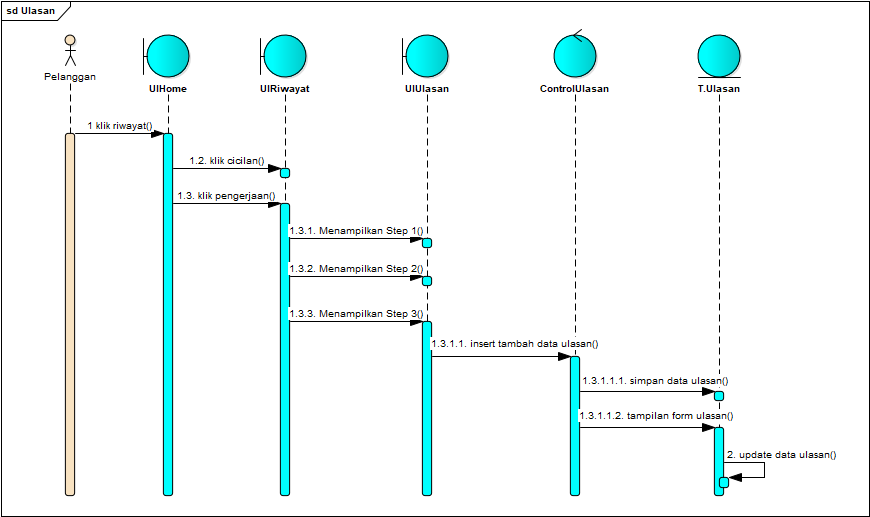 sd Ulasan
Pelanggan
UIHome
UIRiwayat
UIUlasan
ControlUlasan
T.Ulasan
1 klik riwayat()
1.2. klik cicilan()
1.3. klik pengerjaan()
1.3.1. Menampilkan Step 1()
1.3.2. Menampilkan Step 2()
1.3.3. Menampilkan Step 3()
1.3.1.1. insert tambah data ulasan()
1.3.1.1.1. simpan data ulasan()
1.3.1.1.2. tampilan form ulasan()
2. update data ulasan()